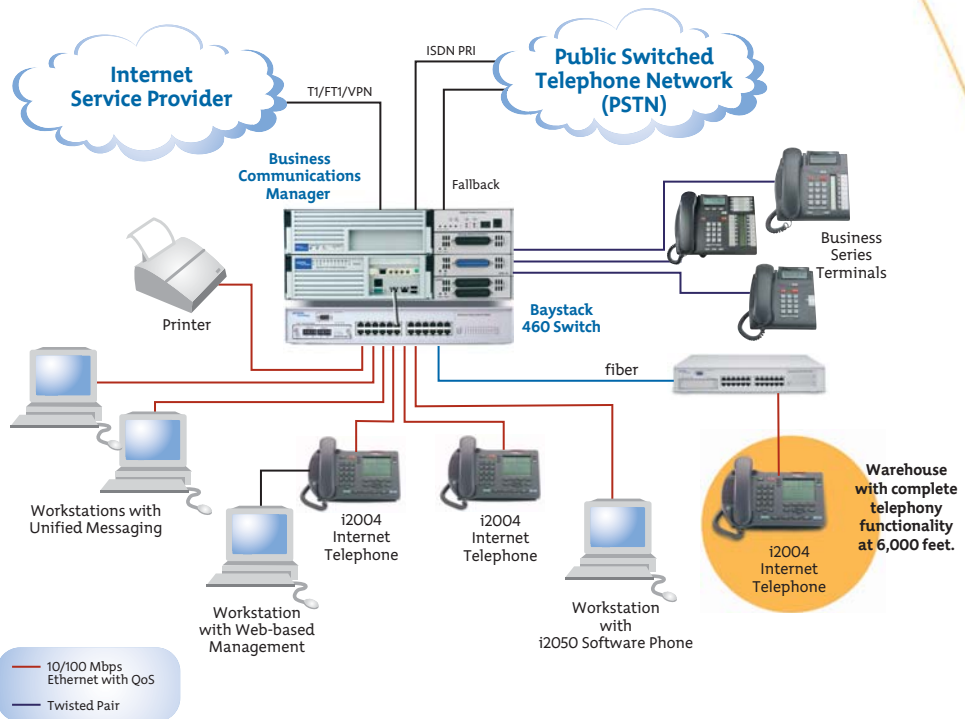 Internet
Service Provider
T1/FT1/VPN
ISDN PRI
Public Switched
Telephone Network
(PSTN)
Business
Communications
Manager
Fallback
Business
Series
Terminals
Printer
Baystack
460 Switch
fiber
Workstations with
Unified Messaging
i2004
Internet
Telephone
i2004
Internet
Telephone
Workstation
with Web-based
Management
Workstation
with
i2050 Software Phone
i2004
Internet
Telephone
Warehouse
with complete
telephony
functionality
at 6,000 feet.
10/100 Mbps
Ethernet with QoS
Twisted Pair